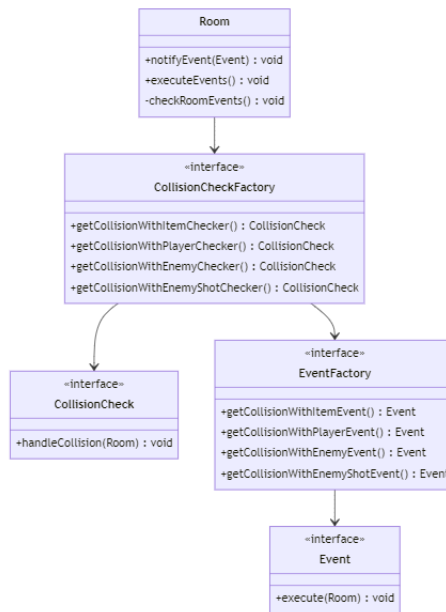 Room
+notifyEvent(Event) : void
+executeEvents() : void
-checkRoomEvents() : void
«interface»
CollisionCheckFactory
+getCollisionWithItemChecker() : CollisionCheck
+getCollisionWithPlayerChecker() : CollisionCheck
+getCollisionWithEnemyChecker() : CollisionCheck
+getCollisionWithEnemyShotChecker() : CollisionCheck
«interface»
CollisionCheck
+handleCollision(Room) : void
«interface»
EventFactory
+getCollisionWithItemEvent() : Event
+getCollisionWithPlayerEvent() : Event
+getCollisionWithEnemyEvent() : Event
+getCollisionWithEnemyShotEvent() : Event
«interface»
Event
+execute(Room) : void